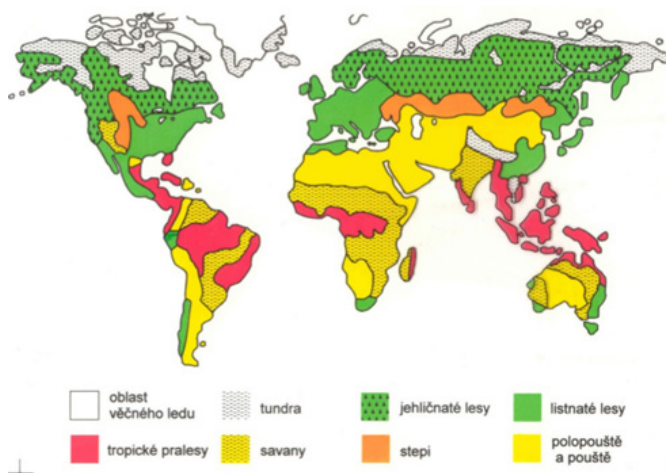 oblast
věčného ledu
tundra
jehličnaté lesy
listnaté lesy
tropické pralesy
savany
stepi
polopouště
a pouště